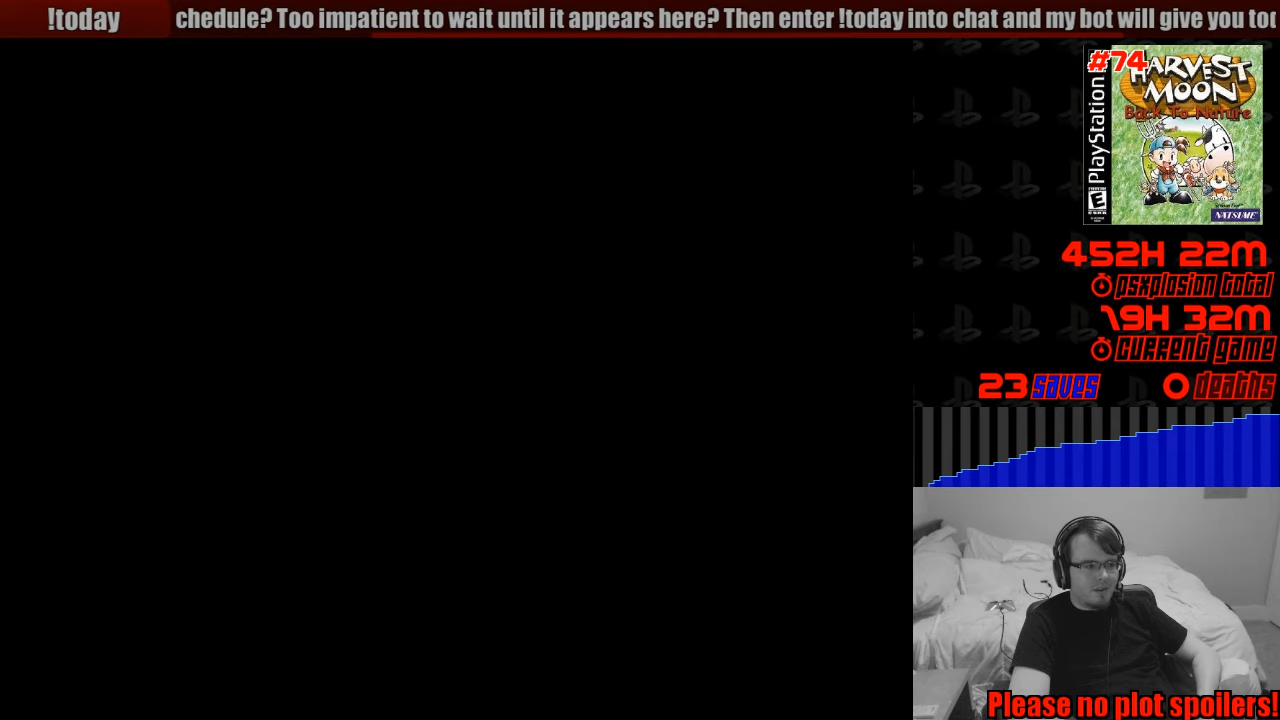 !today
chedule? Too impatient to wait until it appears here? Then enter !today into chat and my bot will give you too
#74
HARVEST
MOON
Back To Nature
PlayStation
E
NATSUME
452H 22M
psxplosion total
19H 32M
current game
23 saves 0 deaths
Please no plot spoilers!